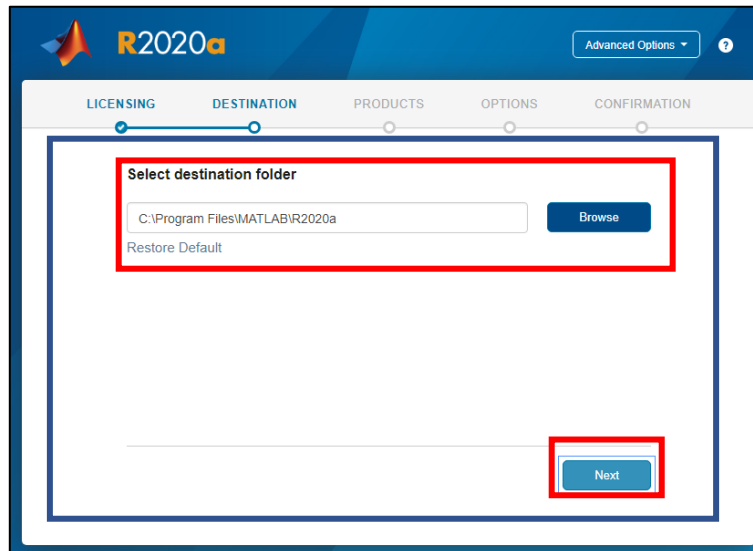 R2020a
Advanced Options
?
LICENSING DESTINATION PRODUCTS OPTIONS CONFIRMATION
Select destination folder
C:\Program Files\MATLAB\R2020a
Browse
Restore Default
Next